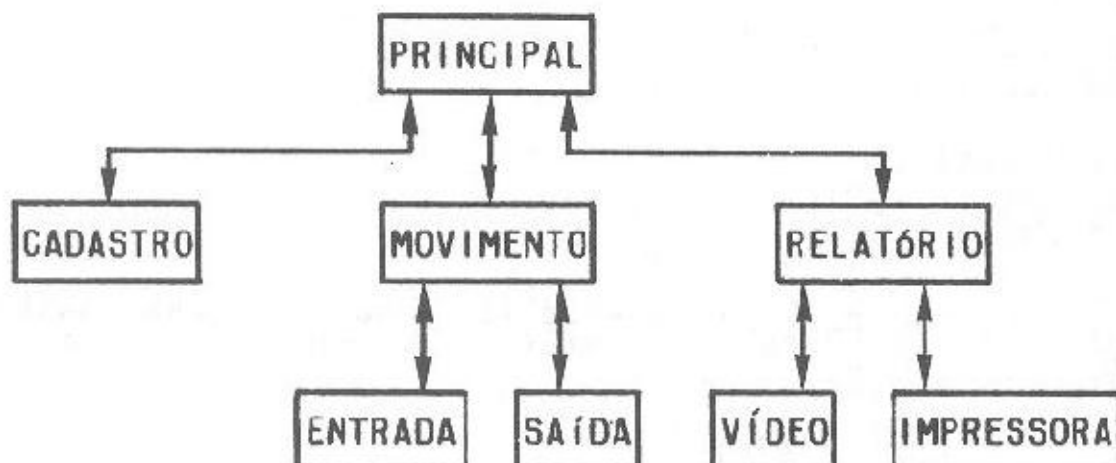 PRINCIPAL
CADASTRO MOVIMENTO RELATÓRIO
ENTRADA SAÍDA VÍDEO IMPRESSORA